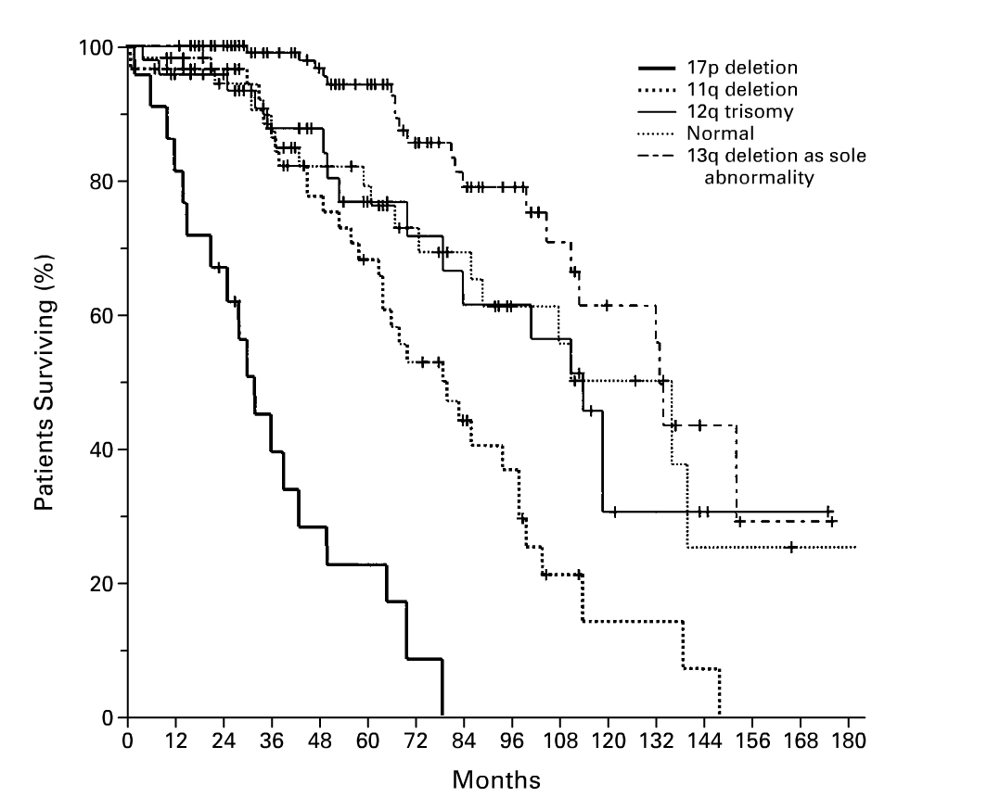 100
80
60
40
20
0
Patients Surviving (%)
17p deletion
11q deletion
12q trisomy
Normal
13q deletion as sole
abnormality
0 12 24 36 48 60 72 84 96 108 120 132 144 156 168 180
Months